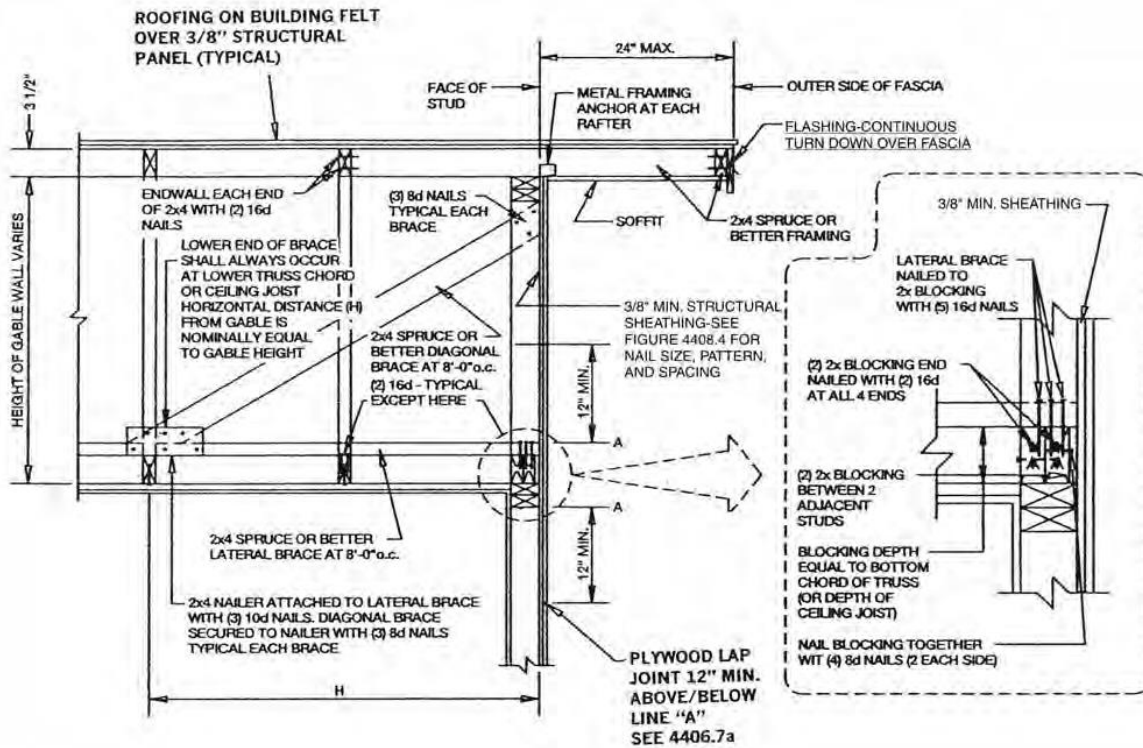 ROOFING ON BUILDING FELT
OVER 3/8" STRUCTURAL
PANEL (TYPICAL)
24" MAX.
3 1/2"
FACE OF
STUD
METAL FRAMING
ANCHOR AT EACH
RAFTER
OUTER SIDE OF FASCIA
FLASHING-CONTINUOUS
TURN DOWN OVER FASCIA
ENDWALL EACH END
OF 2x4 WITH (2) 16d
NAILS
(3) 8d NAILS
TYPICAL EACH
BRACE
SOFFIT
2x4 SPRUCE OR
BETTER FRAMING
3/8" MIN. SHEATHING
HEIGHT OF GABLE WALL VARIES
LOWER END OF BRACE
SHALL ALWAYS OCCUR
AT LOWER TRUSS CHORD
OR CEILING JOIST
HORIZONTAL DISTANCE (H)
FROM GABLE IS
NOMINALLY EQUAL
TO GABLE HEIGHT
2x4 SPRUCE OR
BETTER DIAGONAL
BRACE AT 8'-0"o.c.
(2) 16d - TYPICAL
EXCEPT HERE
3/8" MIN. STRUCTURAL
SHEATHING-SEE
FIGURE 4408.4 FOR
NAIL SIZE, PATTERN,
AND SPACING
12" MIN.
A
A
12" MIN.
LATERAL BRACE
NAILED TO
2x BLOCKING
WITH (5) 16d NAILS
(2) 2x BLOCKING END
NAILED WITH (2) 16d
AT ALL 4 ENDS
(2) 2x BLOCKING
BETWEEN 2
ADJACENT
STUDS
BLOCKING DEPTH
EQUAL TO BOTTOM
CHORD OF TRUSS
(OR DEPTH OF
CEILING JOIST)
NAIL BLOCKING TOGETHER
WIT (4) 8d NAILS (2 EACH SIDE)
2x4 SPRUCE OR BETTER
LATERAL BRACE AT 8'-0"o.c.
2x4 NAILER ATTACHED TO LATERAL BRACE
WITH (3) 10d NAILS. DIAGONAL BRACE
SECURED TO NAILER WITH (3) 8d NAILS
TYPICAL EACH BRACE
H
PLYWOOD LAP
JOINT 12" MIN.
ABOVE/BELOW
LINE "A"
SEE 4406.7a